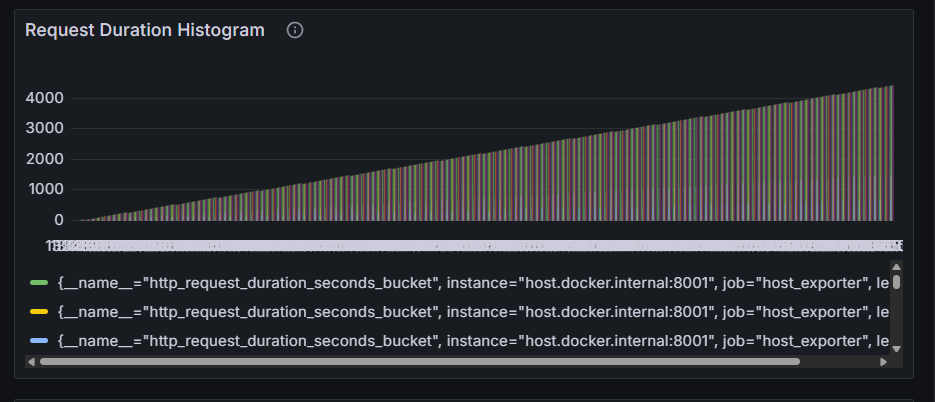 Request Duration Histogram
4000
3000
2000
1000
0
{__name__="http_request_duration_seconds_bucket", instance="host.docker.internal:8001", job="host_exporter", le
{__name__="http_request_duration_seconds_bucket", instance="host.docker.internal:8001", job="host_exporter", le
{__name__="http_request_duration_seconds_bucket", instance="host.docker.internal:8001", job="host_exporter", le